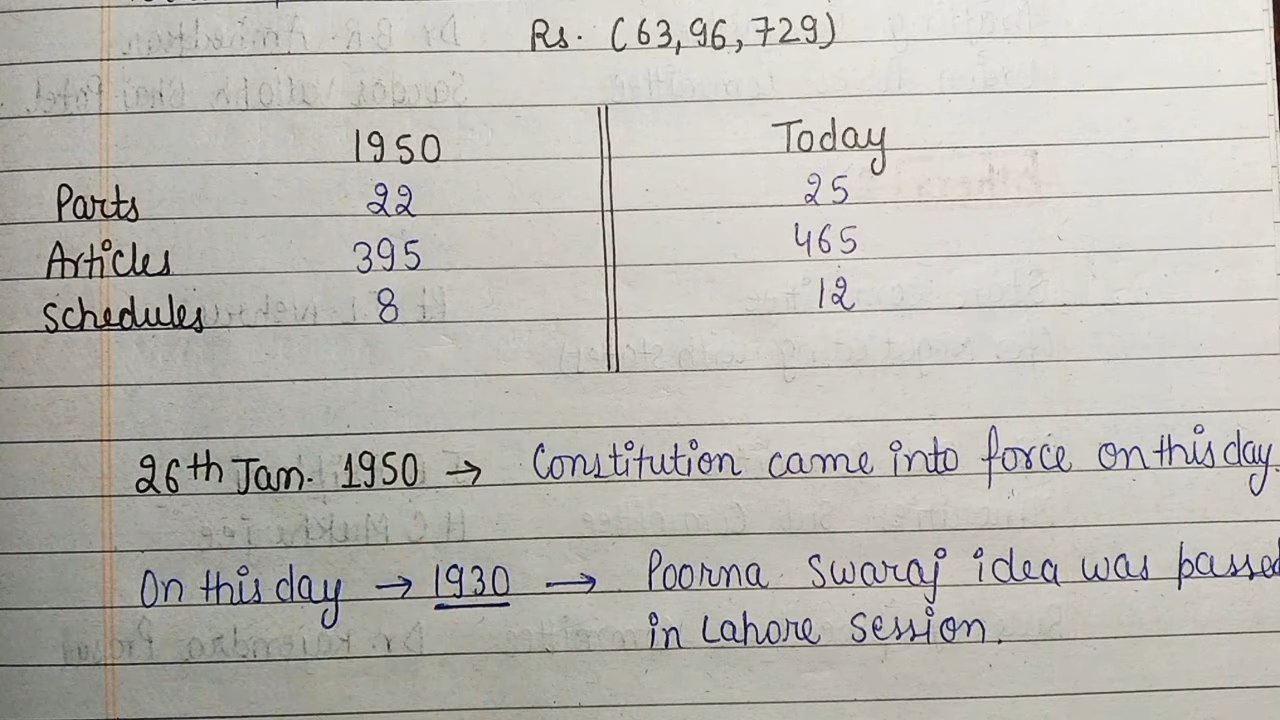 Rs. (63,96,729)
1950 Today
Parts 22 25
Articles 395 465
Schedules 8 12
26th Jan. 1950 → Constitution came into force on this day.
On this day → 1930 → Poorna Swaraj idea was passed
in Lahore session.